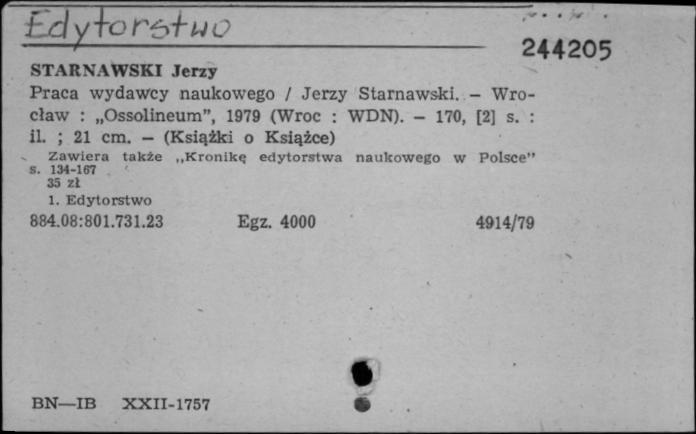 Edytorstwo
244205
STARNAWSKI Jerzy
Praca wydawcy naukowego / Jerzy Starnawski. – Wro-
cław : „Ossolineum”, 1979 (Wroc : WDN). – 170, [2] s. :
il. ; 21 cm. – (Książki o Książce)
Zawiera także „Kronikę edytorstwa naukowego w Polsce”
s. 134-167
35 zł
1. Edytorstwo
884.08:801.731.23 Egz. 4000 4914/79
BN—IB XXII-1757